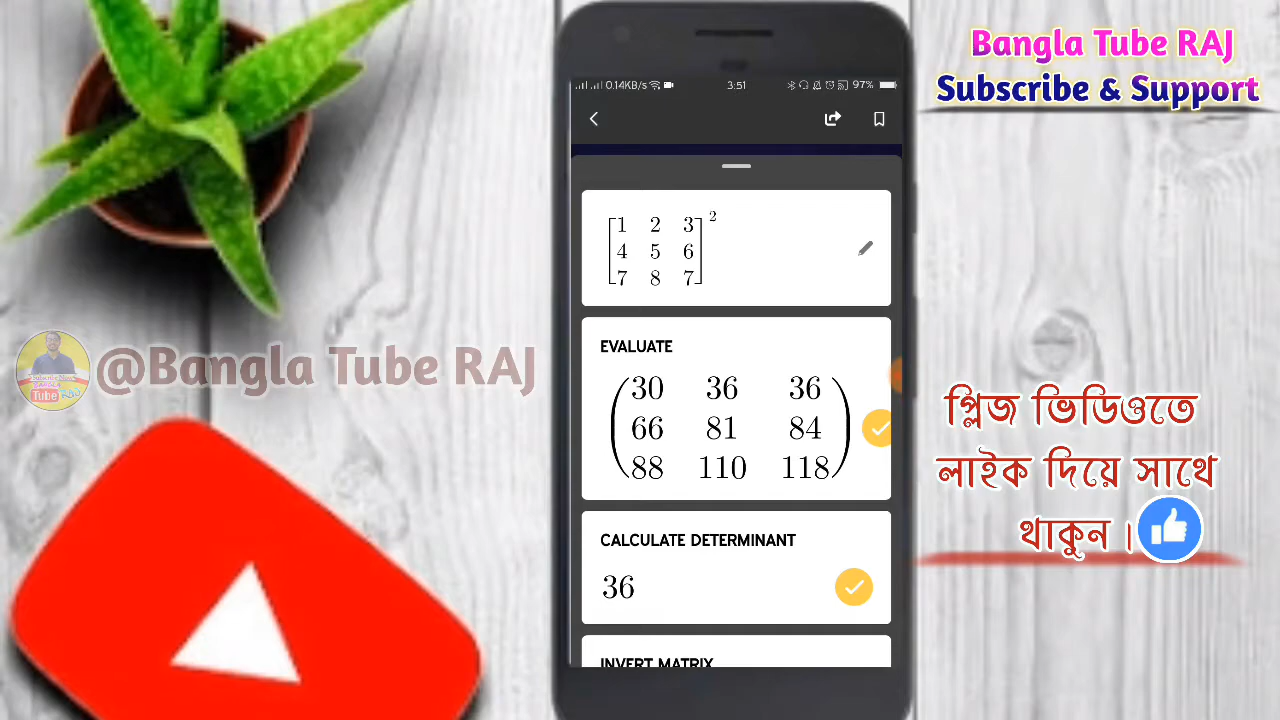 Bangla Tube RAJ
Subscribe & Support
0.14KB/s 3:51 97%
[1 2 3] 2
[4 5 6]
[7 8 7]
EVALUATE
(30 36 36)
(66 81 84)
(88 110 118)
CALCULATE DETERMINANT
36
INVERT MATRIX
@Bangla Tube RAJ
Tube
প্লিজ ভিডিওতে
লাইক দিয়ে সাথে
থাকুন।